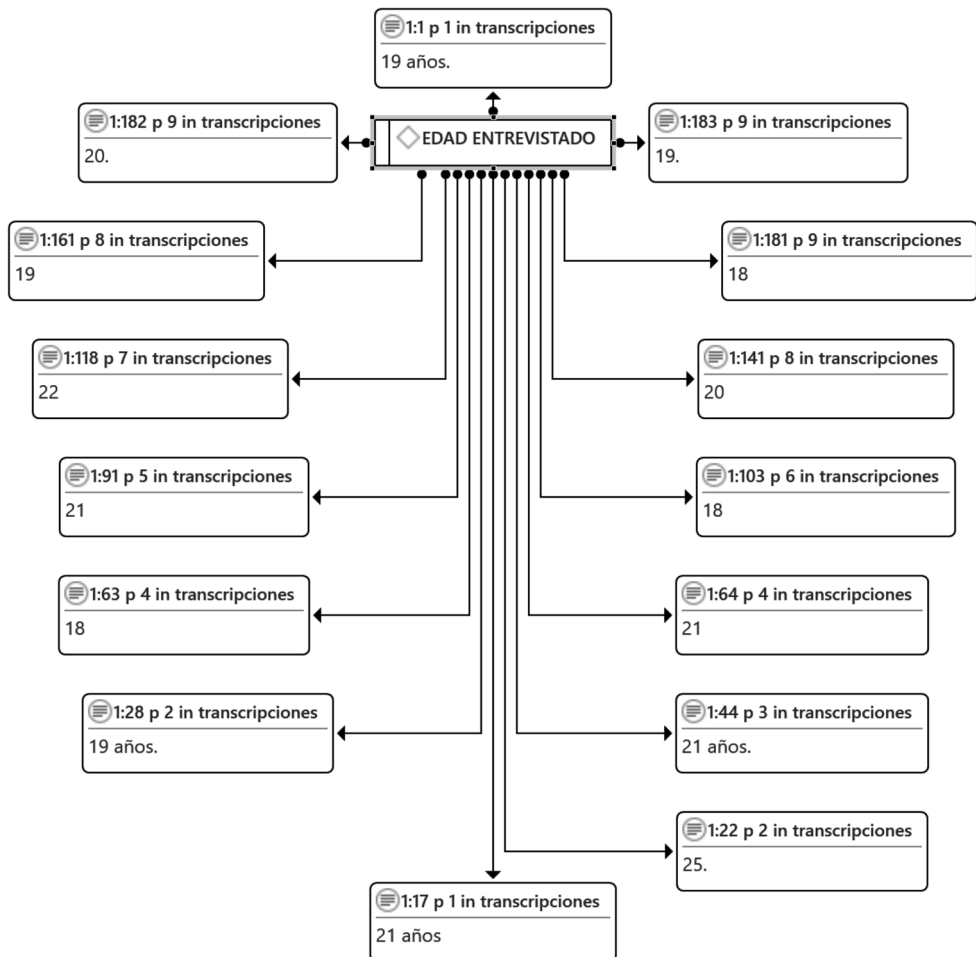 1:1 p 1 in transcripciones
19 años.
1:182 p 9 in transcripciones
20.
EDAD ENTREVISTADO
1:183 p 9 in transcripciones
19.
1:161 p 8 in transcripciones
19
1:181 p 9 in transcripciones
18
1:118 p 7 in transcripciones
22
1:141 p 8 in transcripciones
20
1:91 p 5 in transcripciones
21
1:103 p 6 in transcripciones
18
1:63 p 4 in transcripciones
18
1:64 p 4 in transcripciones
21
1:28 p 2 in transcripciones
19 años.
1:44 p 3 in transcripciones
21 años.
1:22 p 2 in transcripciones
25.
1:17 p 1 in transcripciones
21 años